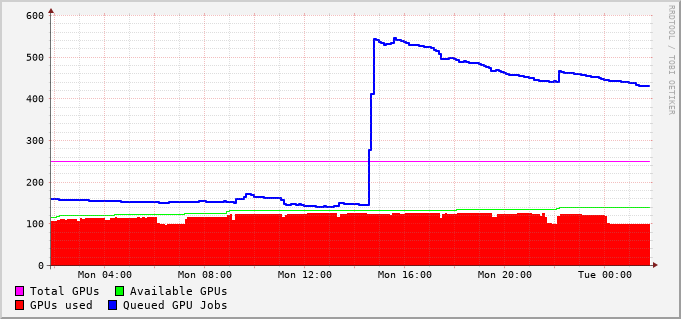 600
500
400
300
200
100
0
Mon 04:00 Mon 08:00 Mon 12:00 Mon 16:00 Mon 20:00 Tue 00:00
Total GPUs Available GPUs
GPUs used Queued GPU Jobs
RRDTOOL / TOBI OETIKER